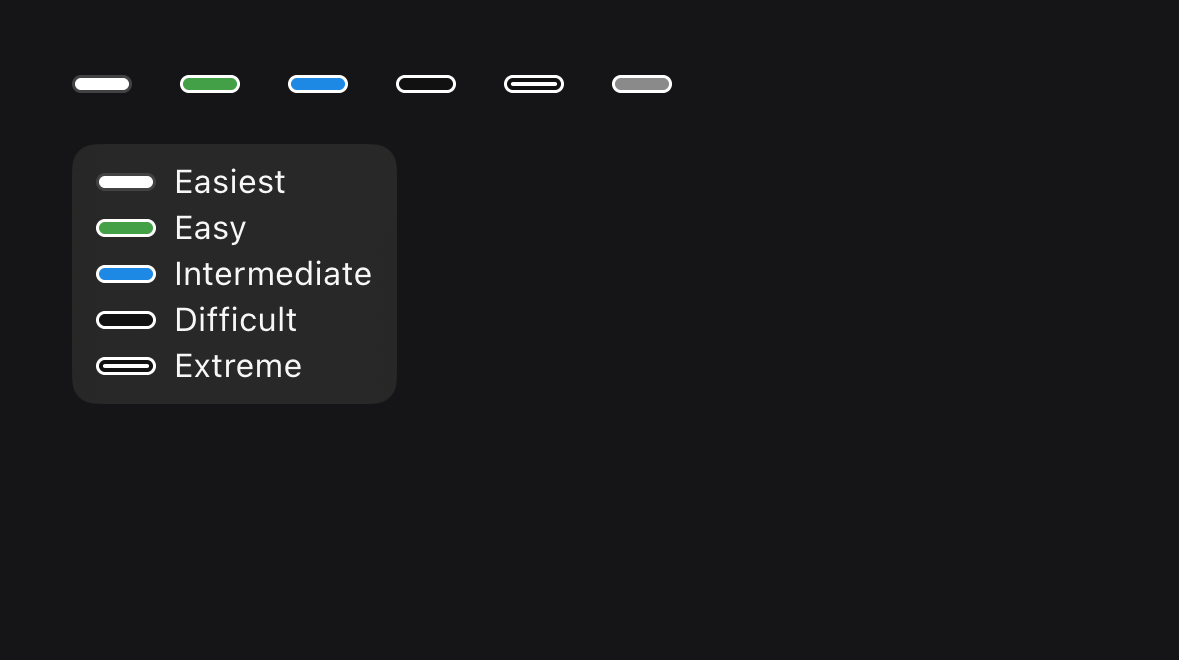 Easiest
Easy
Intermediate
Difficult
Extreme